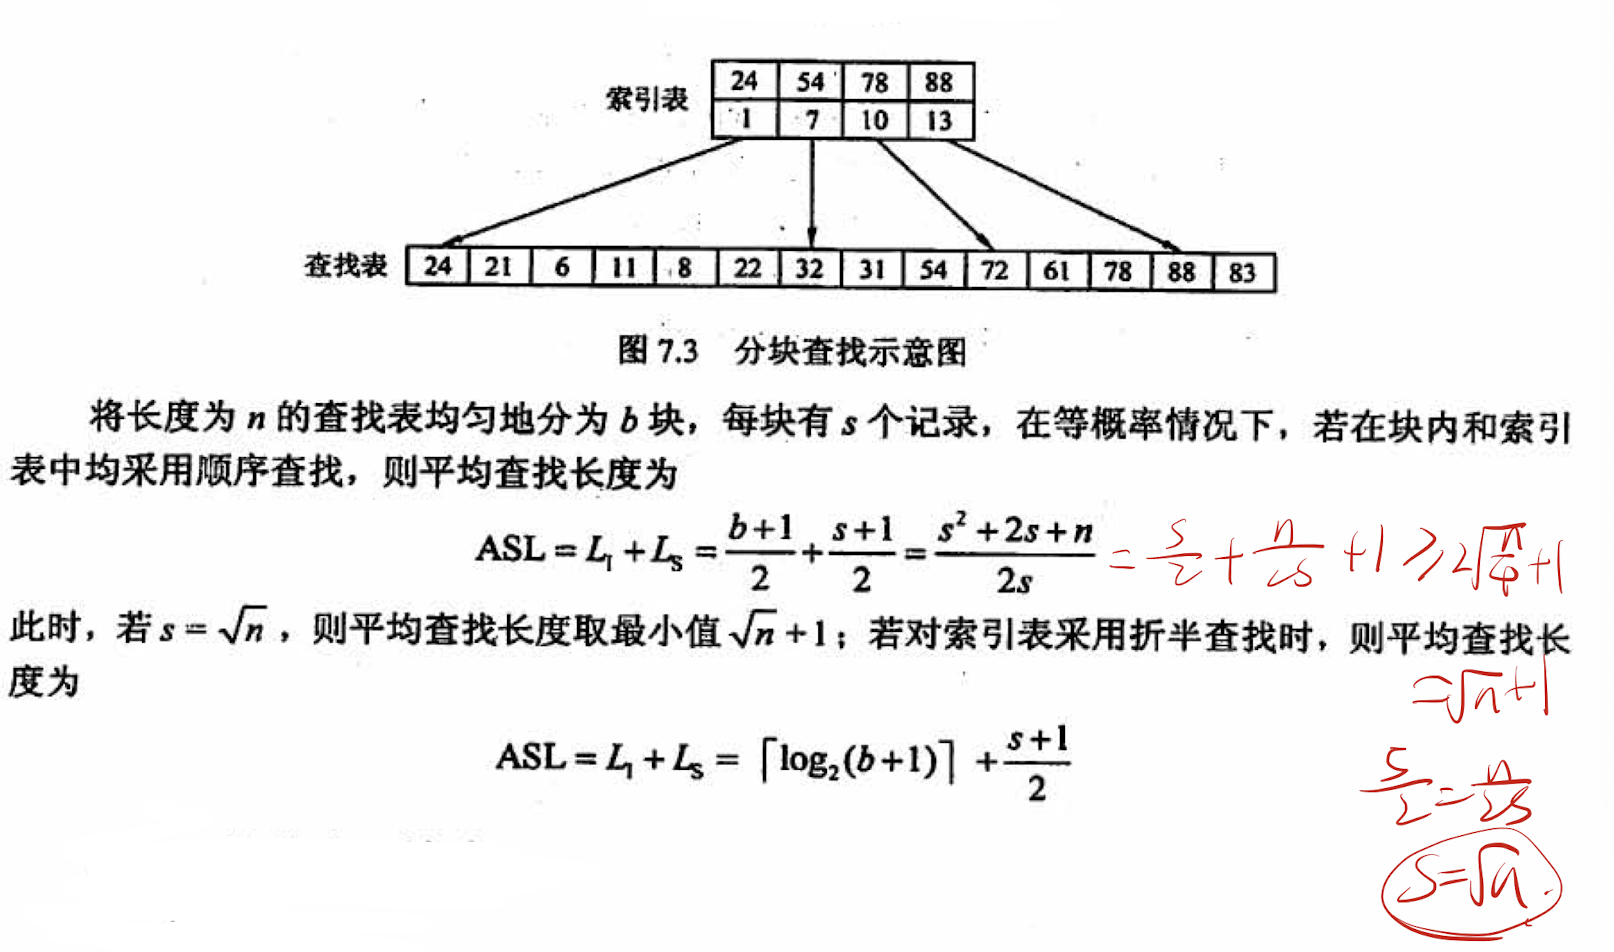 索引表
24 54 78 88
1 7 10 13
查找表 24 21 6 11 8 22 32 31 54 72 61 78 88 83
图 7.3 分块查找示意图
将长度为 n 的查找表均匀地分为 b 块，每块有 s 个记录，在等概率情况下，若在块内和索引
表中均采用顺序查找，则平均查找长度为
ASL = L_I + L_S = \frac{b+1}{2} + \frac{s+1}{2} = \frac{s^2+2s+n}{2s} = \frac{s}{2} + \frac{n}{2s} + 1 ≥ 2\sqrt{\frac{n}{4}} + 1
此时，若 s = \sqrt{n}，则平均查找长度取最小值 \sqrt{n} + 1；若对索引表采用折半查找时，则平均查找长
度为
= \sqrt{n} + 1
ASL = L_I + L_S = ⌈log_2(b+1)⌉ + \frac{s+1}{2}
\frac{s}{2} = \frac{n}{2s}
s = \sqrt{n}.